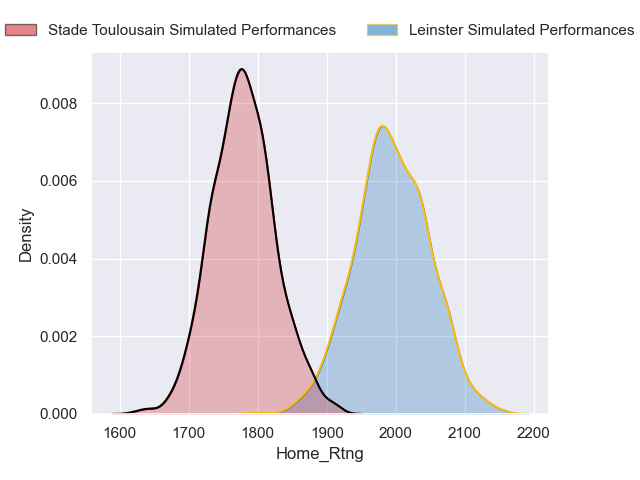 Stade Toulousain Simulated Performances Leinster Simulated Performances
0.008
0.006
0.004
0.002
0.000
Density
1600 1700 1800 1900 2000 2100 2200
Home_Rtng